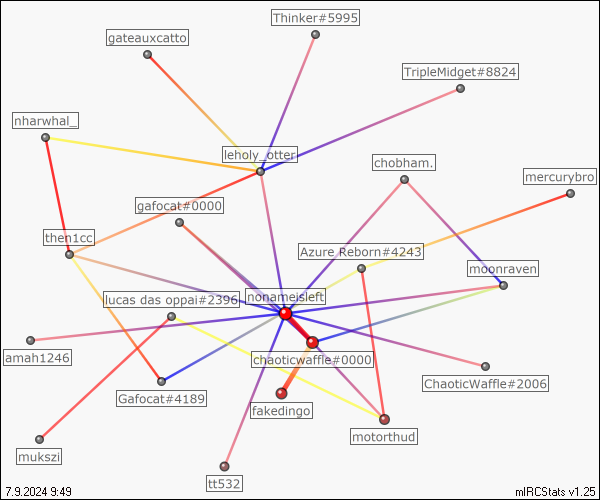 Thinker#5995
gateauxcatto
TripleMidget#8824
nharwhal_
leholy_otter
chobham.
mercurybro
gafocat#0000
then1cc
Azure Reborn#4243
moonraven
nonameisleft
lucas das oppai#2396
amah1246
chaoticwaffle#0000
ChaoticWaffle#2006
Gafocat#4189
fakedingo
motorthud
mukszi
tt532
7.9.2024 9:49
mIRCStats v1.25